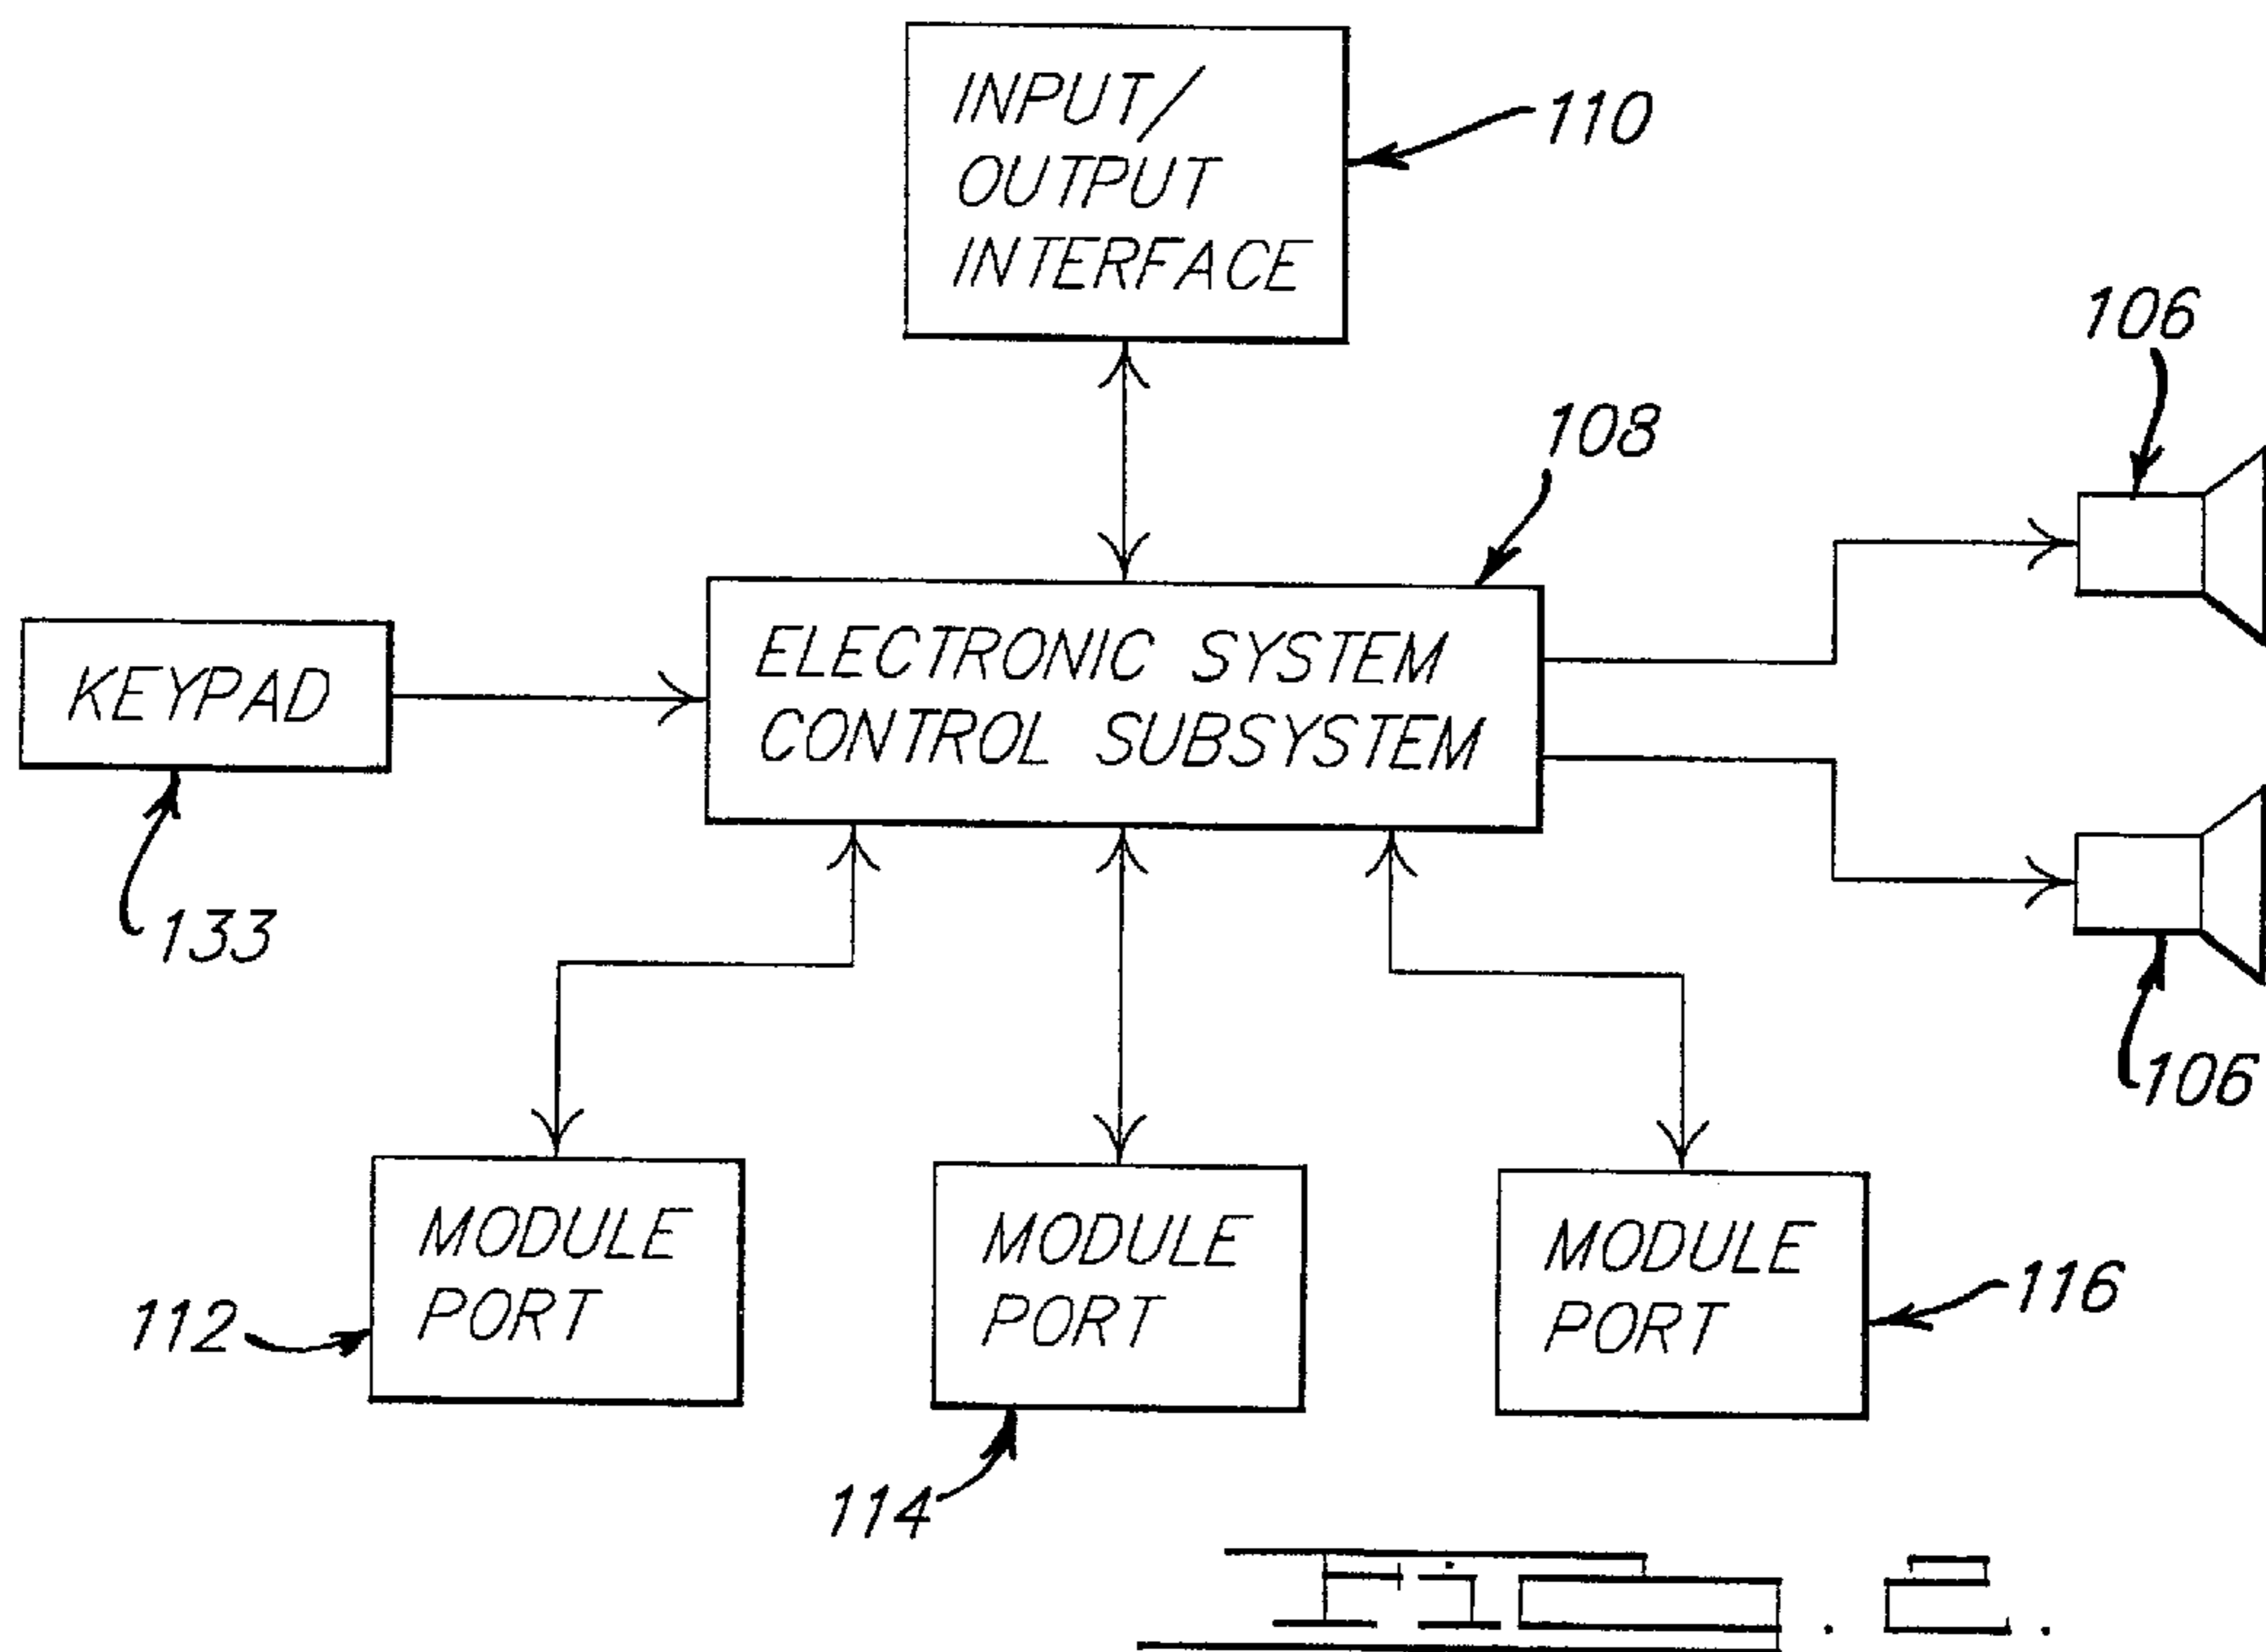 INPUT/
OUTPUT
INTERFACE
110
106
108
KEYPAD
ELECTRONIC SYSTEM
CONTROL SUBSYSTEM
133
106
MODULE
PORT
112
MODULE
PORT
114
MODULE
PORT
116